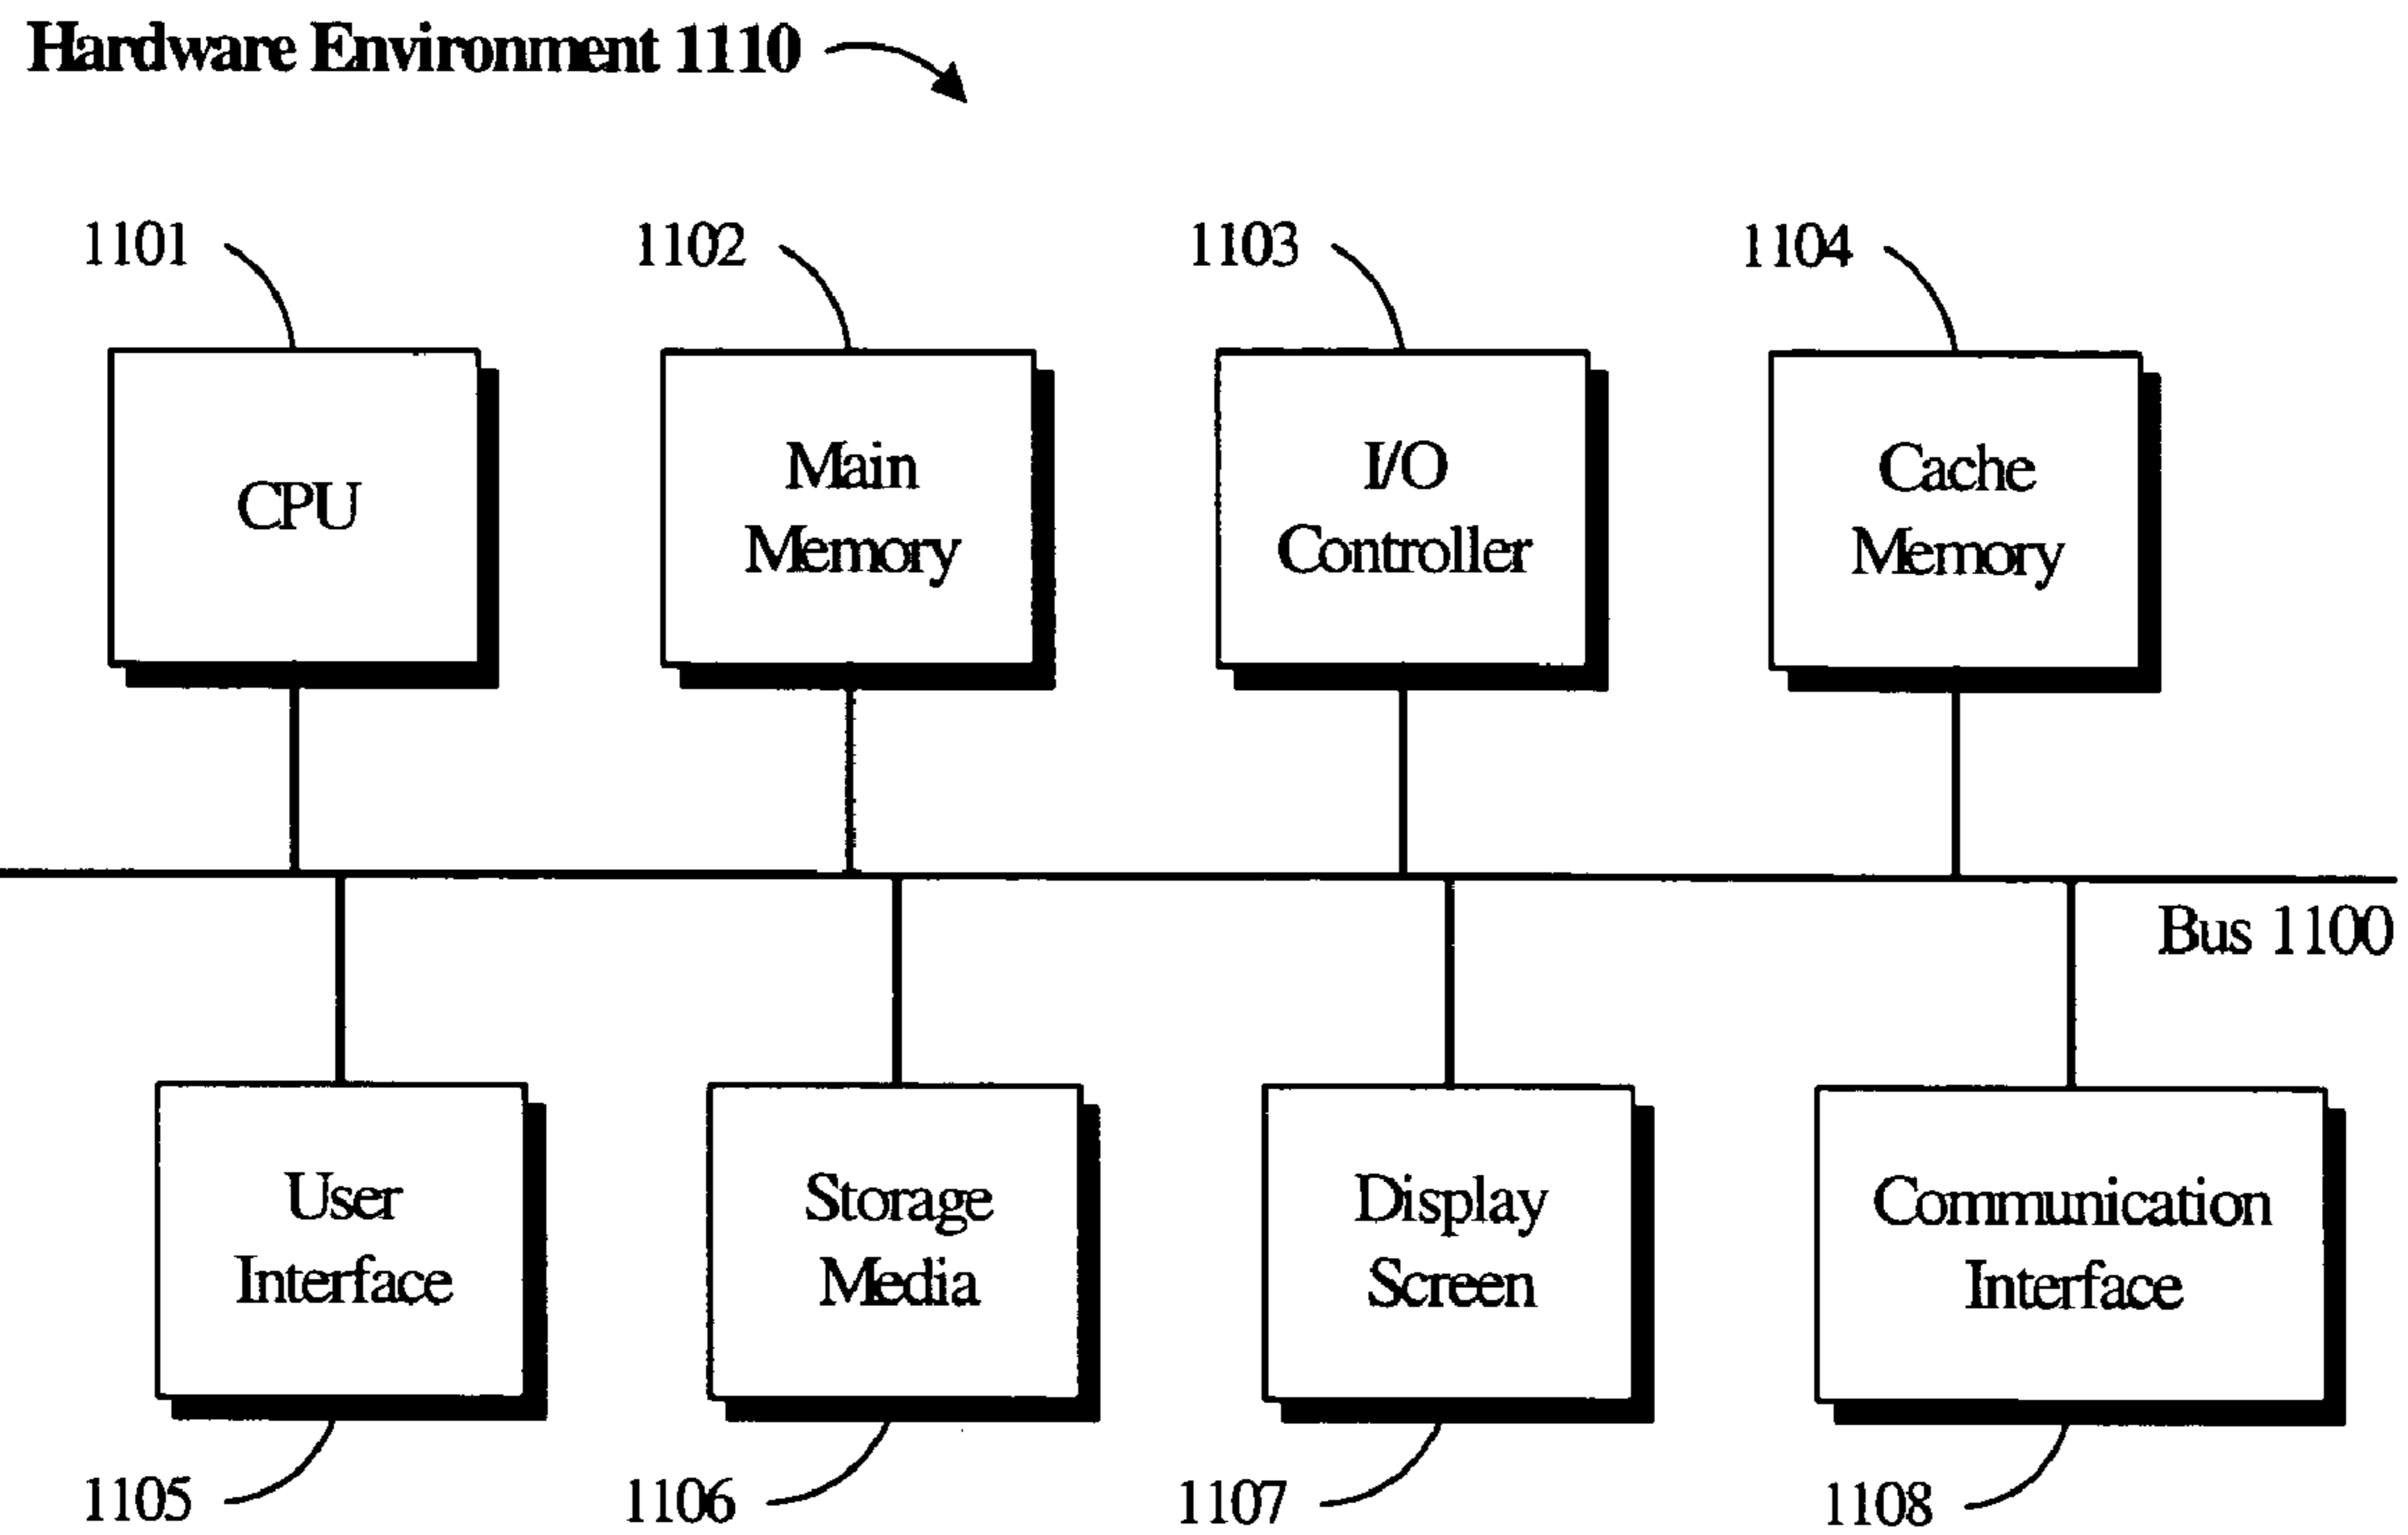 Hardware Environment 1110
1101
1102
1103
1104
CPU
Main
Memory
I/O
Controller
Cache
Memory
Bus 1100
User
Interface
Storage
Media
Display
Screen
Communication
Interface
1105
1106
1107
1108